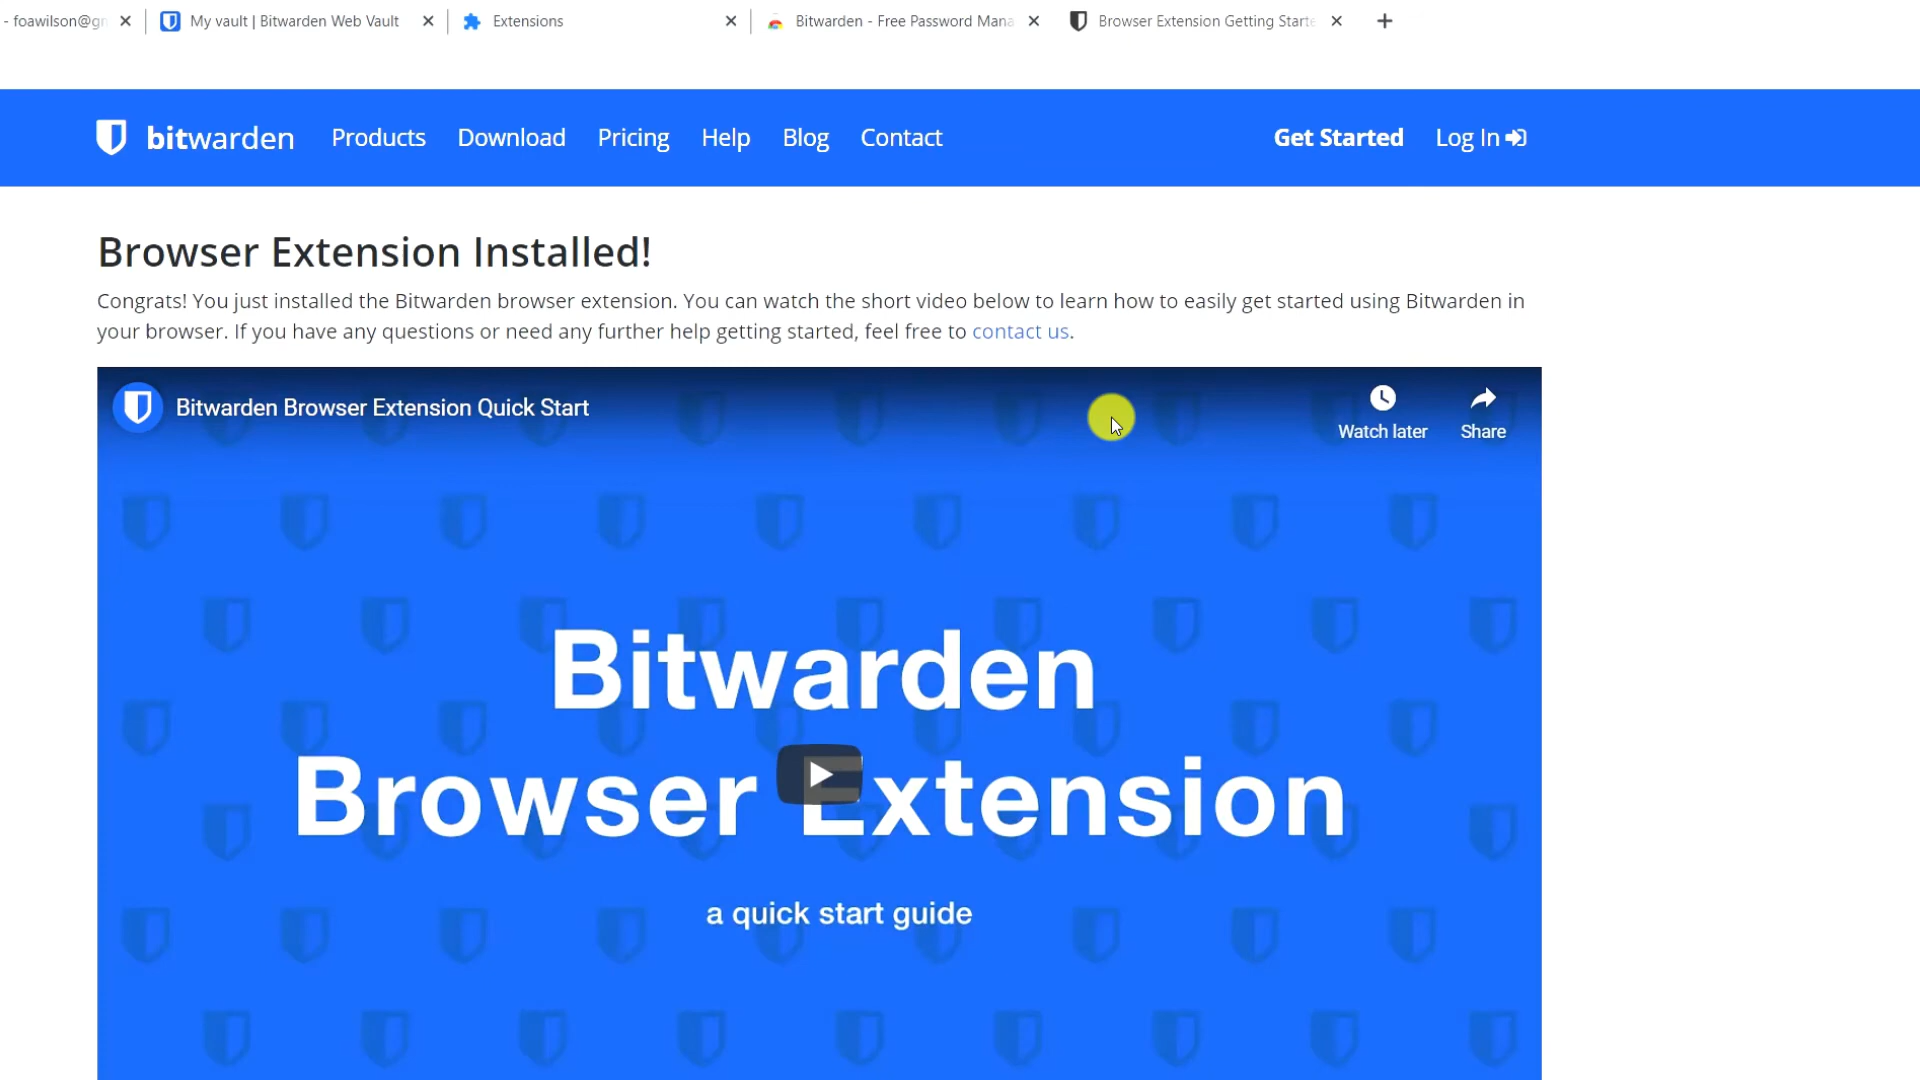 - foawilson@gm
My vault | Bitwarden Web Vault
Extensions
Bitwarden - Free Password Mana
Browser Extension Getting Starte
bitwarden
Products
Download
Pricing
Help
Blog
Contact
Get Started
Log In
Browser Extension Installed!
Congrats! You just installed the Bitwarden browser extension. You can watch the short video below to learn how to easily get started using Bitwarden in
your browser. If you have any questions or need any further help getting started, feel free to contact us.
Bitwarden Browser Extension Quick Start
Watch later
Share
Bitwarden
Browser Extension
a quick start guide